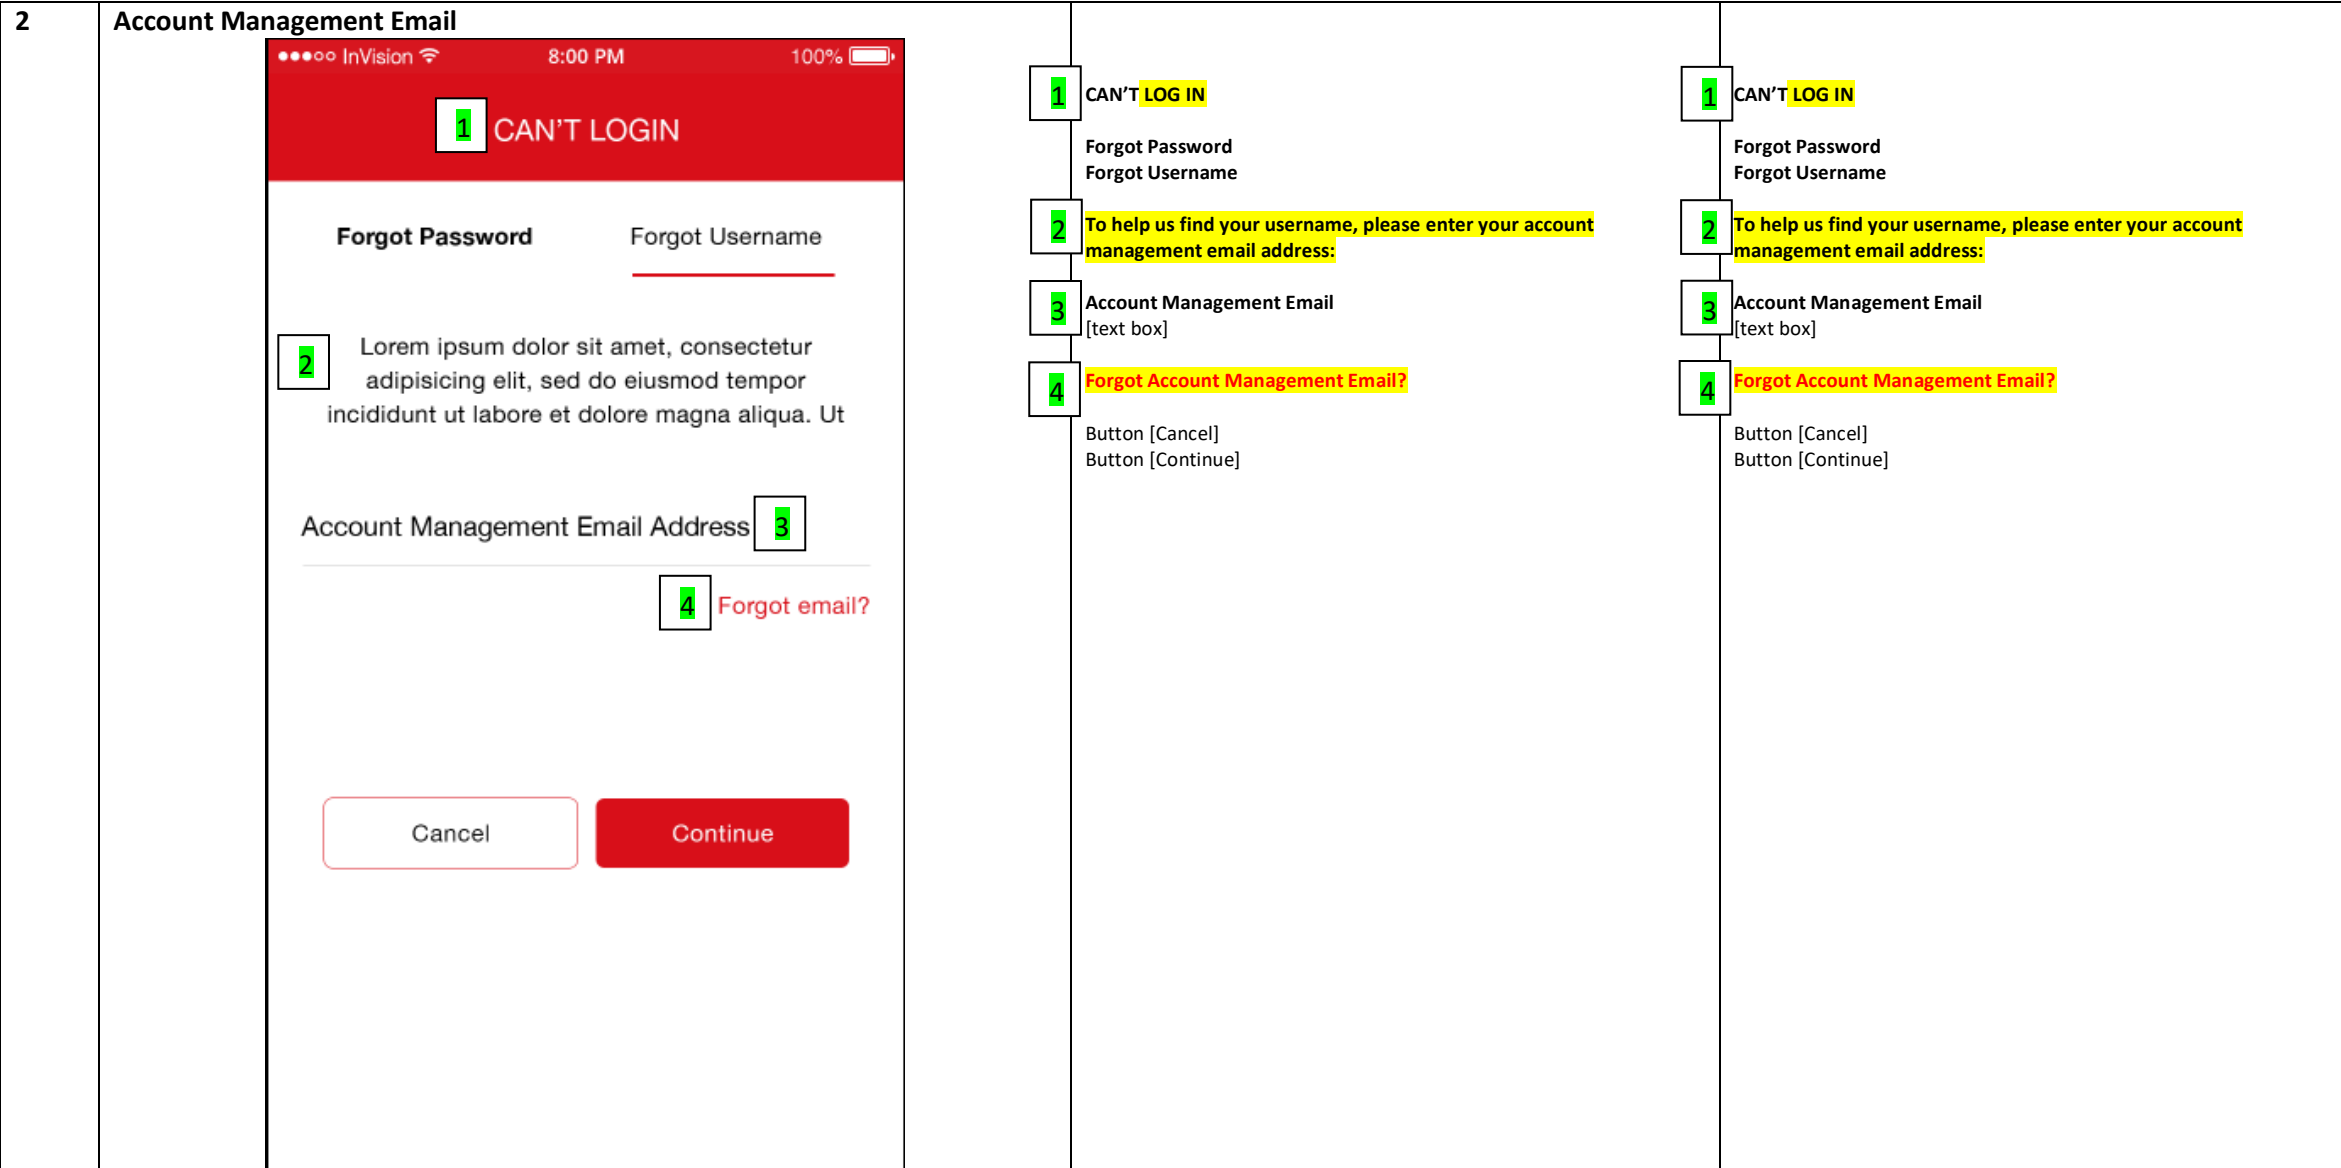 2
Account Management Email
●●●○○ InVision 8:00 PM 100%
1 CAN'T LOGIN
Forgot Password Forgot Username
2
Lorem ipsum dolor sit amet, consectetur
adipisicing elit, sed do eiusmod tempor
incididunt ut labore et dolore magna aliqua. Ut
Account Management Email Address 3
4 Forgot email?
Cancel Continue
1 CAN'T LOG IN
Forgot Password
Forgot Username
2 To help us find your username, please enter your account
management email address:
3 Account Management Email
[text box]
4 Forgot Account Management Email?
Button [Cancel]
Button [Continue]
1 CAN'T LOG IN
Forgot Password
Forgot Username
2 To help us find your username, please enter your account
management email address:
3 Account Management Email
[text box]
4 Forgot Account Management Email?
Button [Cancel]
Button [Continue]